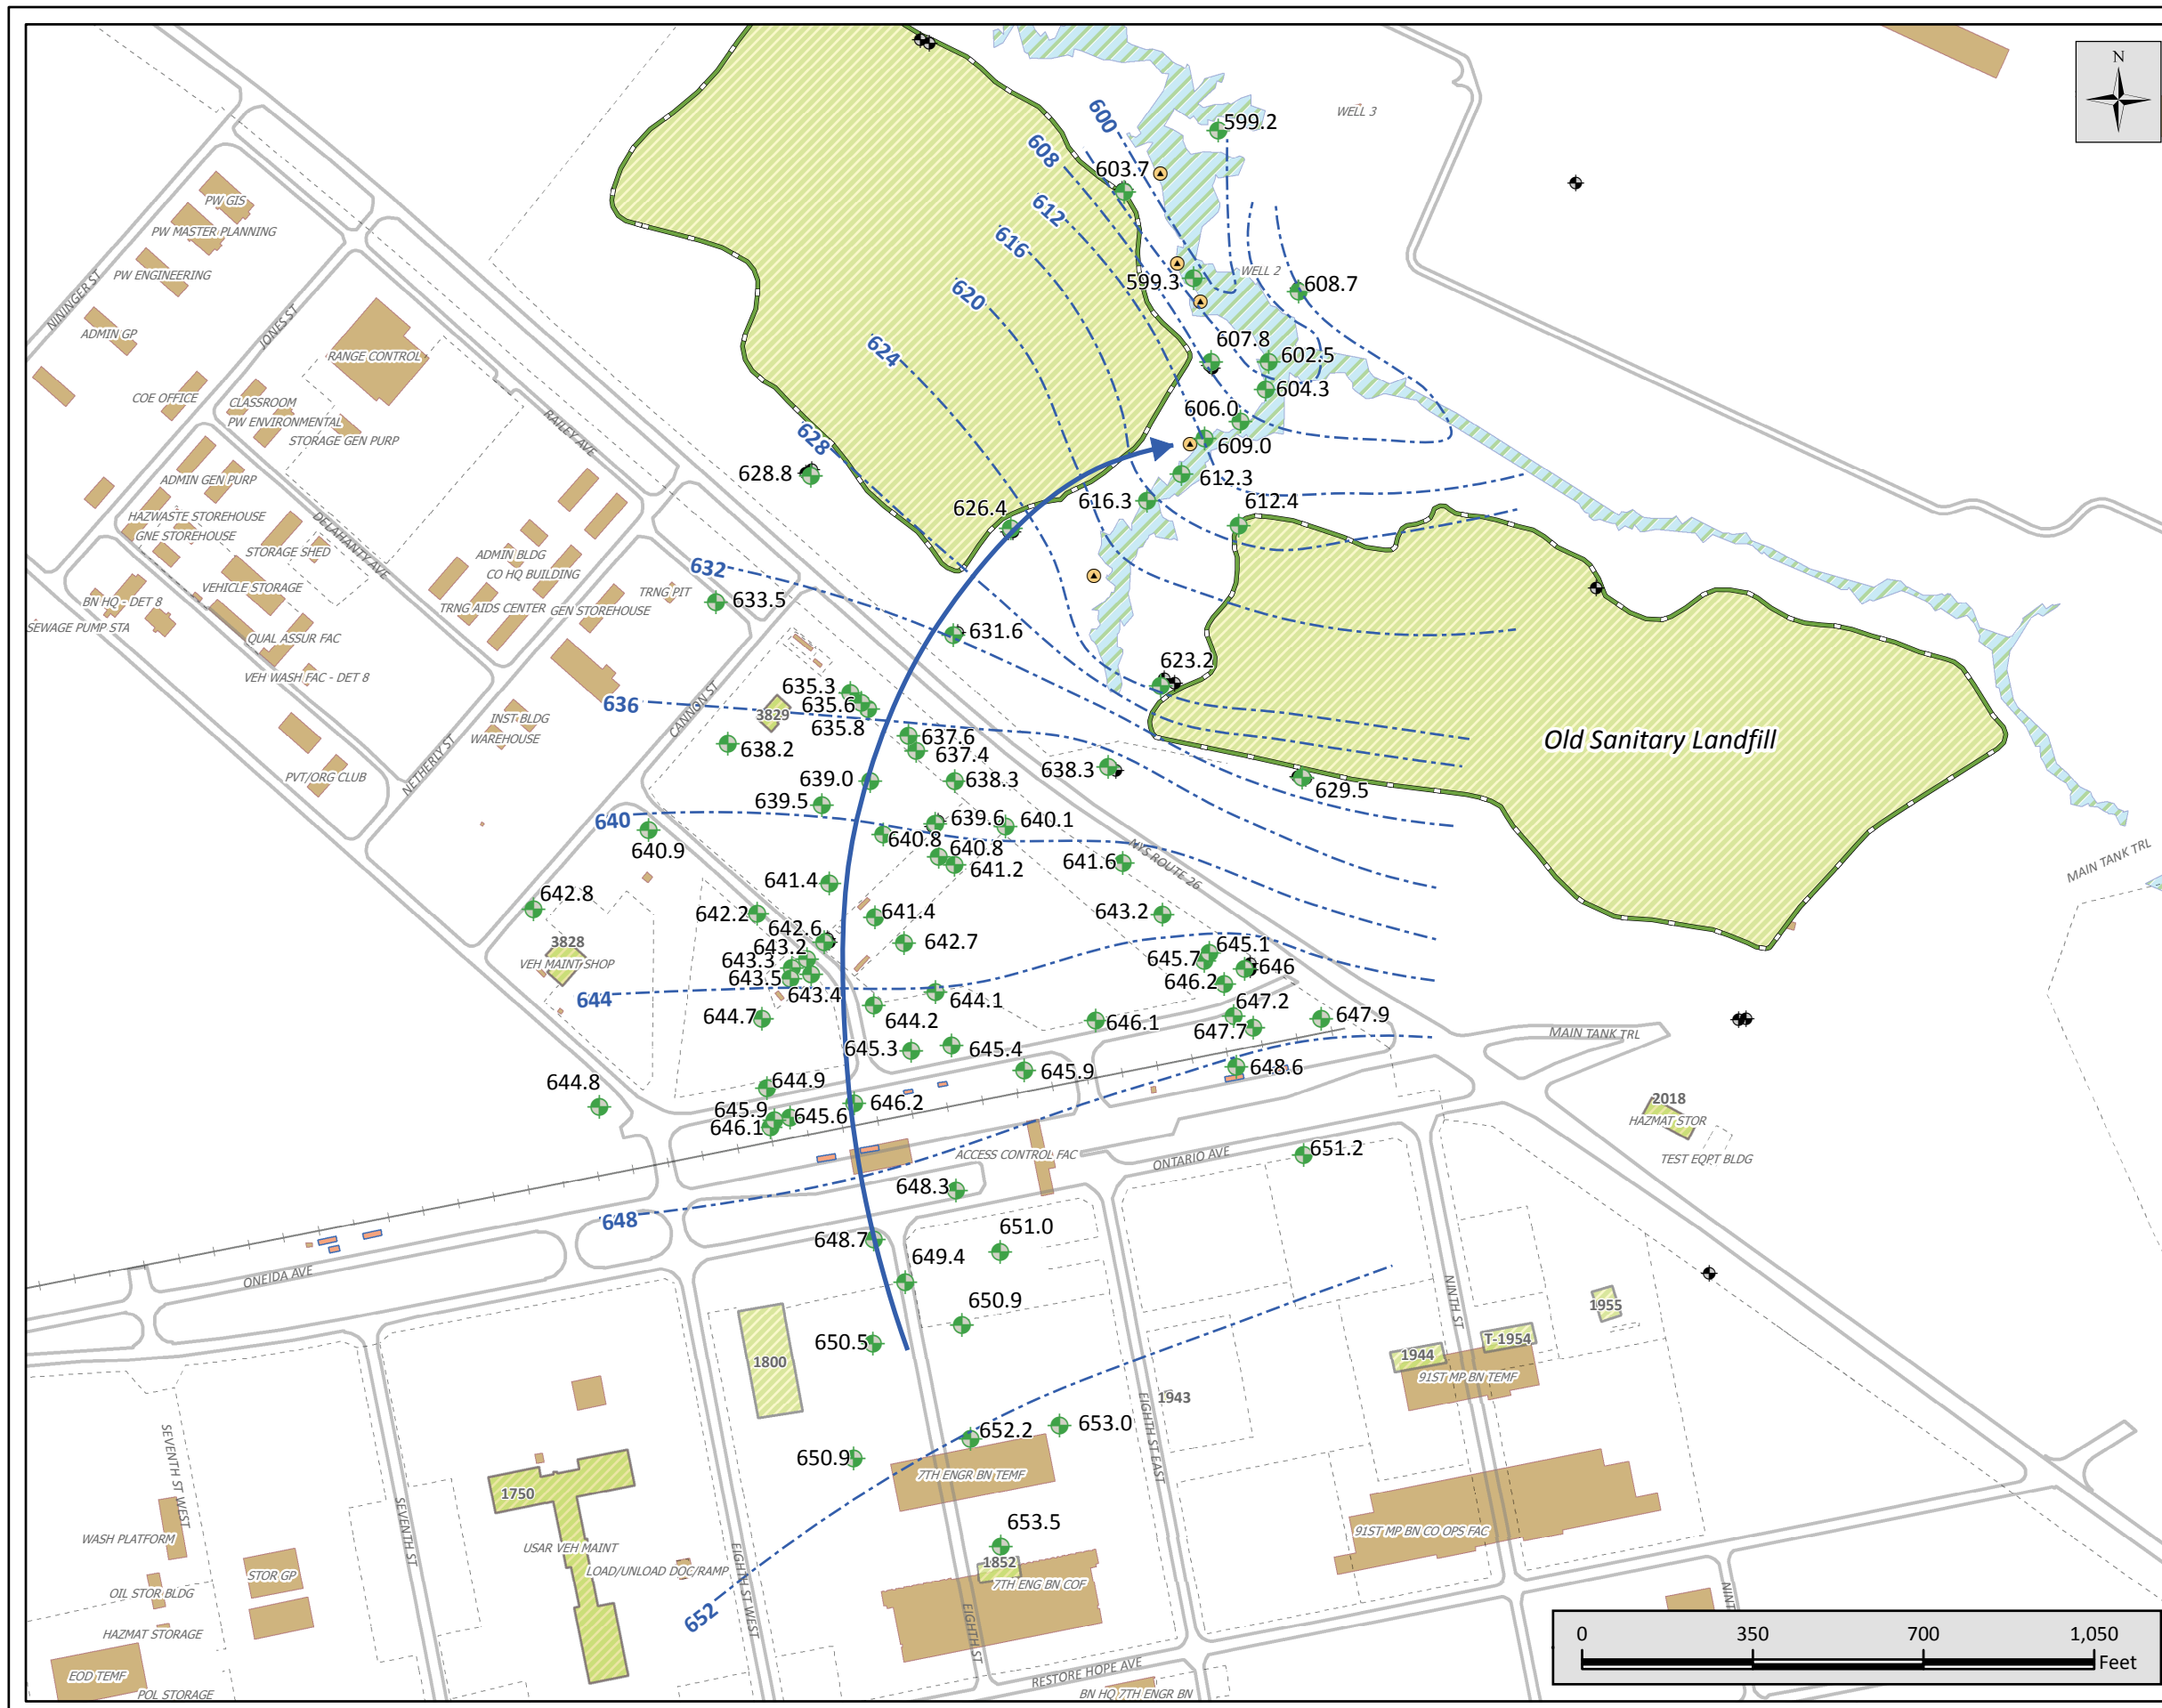 N
WELL 3
599.2
600
608
603.7
612
616
620
624
628
599.3
WELL 2
608.7
607.8
602.5
604.3
606.0
609.0
612.3
616.3
612.4
628.8
626.4
632
633.5
631.6
623.2
629.5
Old Sanitary Landfill
PW GIS
PW MASTER PLANNING
PW ENGINEERING
NININGER ST
JONES ST
ADMIN GP
RANGE CONTROL
COE OFFICE
CLASSROOM
PW ENVIRONMENTAL
STORAGE GEN PURP
RAILEY AVE
ADMIN GEN PURP
HAZWASTE STOREHOUSE
GNE STOREHOUSE
STORAGE SHED
DELAHANTY AVE
VEHICLE STORAGE
BN HQ - DET 8
SEWAGE PUMP STA
QUAL ASSUR FAC
VEH WASH FAC - DET 8
ADMIN BLDG
CO HQ BUILDING
TRNG AIDS CENTER
GEN STOREHOUSE
TRNG PIT
INST BLDG
WAREHOUSE
PVT/ORG CLUB
NETHERLY ST
CANNON ST
636
3829
635.3
635.6
635.8
638.2
637.6
637.4
639.0
638.3
638.3
639.5
640
640.9
639.6
640.1
640.8
640.8
641.2
641.6
NYS ROUTE 26
641.4
642.8
642.2
641.4
642.6
642.7
643.2
643.2
643.3
643.5
643.4
3828
VEH MAINT SHOP
644
644.7
644.1
644.2
645.1
645.7
646
646.2
647.2
647.7
647.9
646.1
645.3
645.4
645.9
648.6
644.8
644.9
645.9
645.6
646.1
646.2
MAIN TANK TRL
MAIN TANK TRL
2018
HAZMAT STOR
TEST EQPT BLDG
ACCESS CONTROL FAC
ONTARIO AVE
651.2
648
648.3
648.7
651.0
649.4
650.9
650.5
ONEIDA AVE
1800
NINTH ST
1955
T-1954
1944
91ST MP BN TEMF
1943
EIGHTH ST EAST
652.2
653.0
650.9
7TH ENGR BN TEMF
653.5
1852
7TH ENG BN COF
91ST MP BN CO OPS FAC
1750
USAR VEH MAINT
LOAD/UNLOAD DOC/RAMP
652
SEVENTH ST WEST
SEVENTH ST
EIGHTH ST WEST
EIGHTH ST
WASH PLATFORM
OIL STOR BLDG
STOR GP
HAZMAT STORAGE
EOD TEMF
POL STORAGE
RESTORE HOPE AVE
BN HQ 7TH ENGR BN
NINT
0 350 700 1,050
Feet